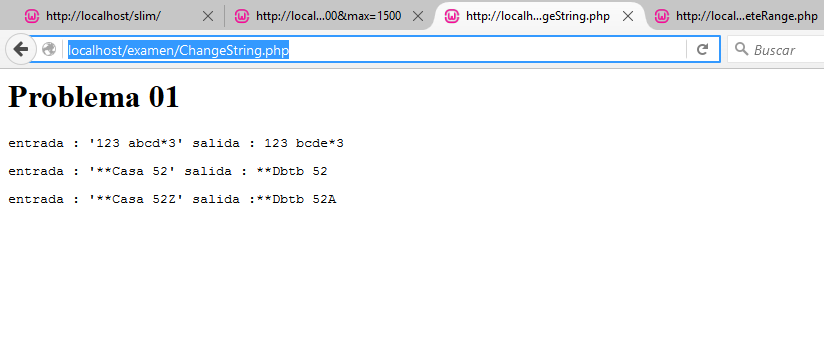 http://localhost/slim/
http://local...00&max=1500
http://localh...geString.php
http://local...eteRange.php
localhost/examen/ChangeString.php
Buscar
Problema 01
entrada : '123 abcd*3' salida : 123 bcde*3
entrada : '**Casa 52' salida : **Dbtb 52
entrada : '**Casa 52Z' salida :**Dbtb 52A